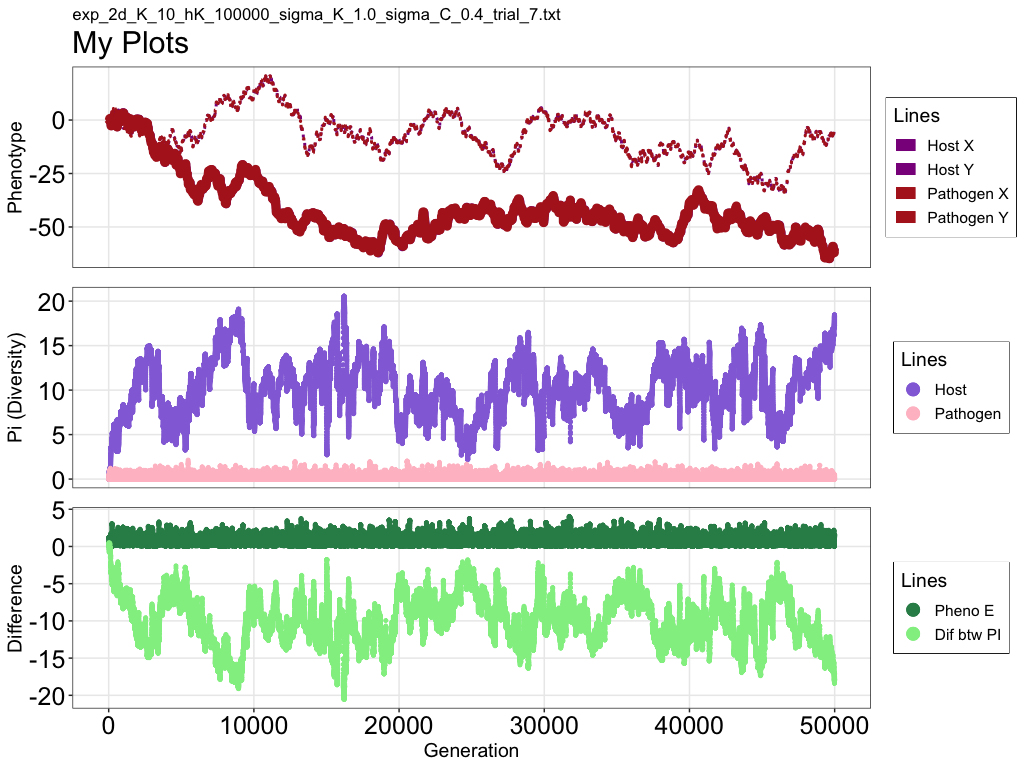 exp_2d_K_10_hK_100000_sigma_K_1.0_sigma_C_0.4_trial_7.txt
My Plots
Phenotype
0
-25
-50
Lines
Host X
Host Y
Pathogen X
Pathogen Y
Pi (Diversity)
20
15
10
5
0
Lines
Host
Pathogen
Difference
5
0
-5
-10
-15
-20
Lines
Pheno E
Dif btw PI
0 10000 20000 30000 40000 50000
Generation